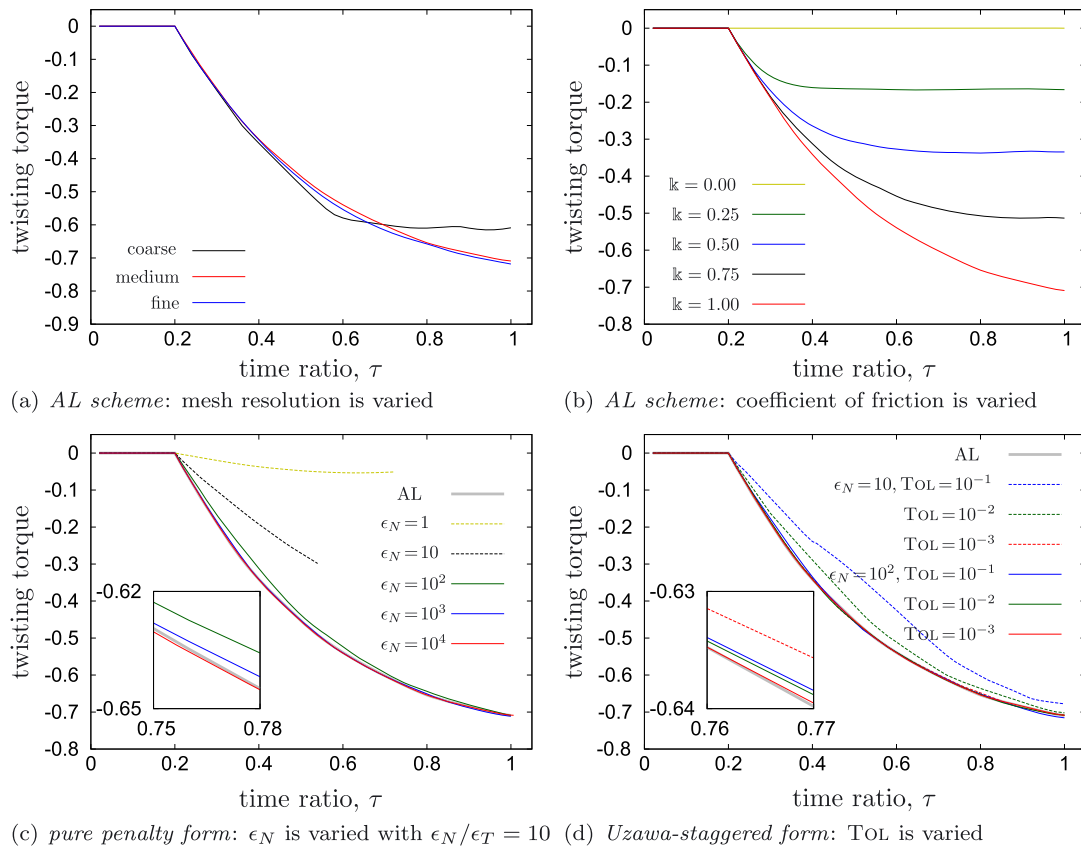 0
-0.1
-0.2
-0.3
-0.4
-0.5
-0.6
-0.7
-0.8
-0.9
twisting torque
coarse
medium
fine
0 0.2 0.4 0.6 0.8 1
time ratio, τ
(a) AL scheme: mesh resolution is varied
0
-0.1
-0.2
-0.3
-0.4
-0.5
-0.6
-0.7
-0.8
twisting torque
𝕜 = 0.00
𝕜 = 0.25
𝕜 = 0.50
𝕜 = 0.75
𝕜 = 1.00
0 0.2 0.4 0.6 0.8 1
time ratio, τ
(b) AL scheme: coefficient of friction is varied
0
-0.1
-0.2
-0.3
-0.4
-0.5
-0.6
-0.7
-0.8
twisting torque
AL
ϵ_N=1
ϵ_N=10
ϵ_N=10²
ϵ_N=10³
ϵ_N=10⁴
-0.62
-0.65
0.75 0.78
0 0.2 0.4 0.6 0.8 1
time ratio, τ
(c) pure penalty form: ϵ_N is varied with ϵ_N/ϵ_T = 10
0
-0.1
-0.2
-0.3
-0.4
-0.5
-0.6
-0.7
-0.8
twisting torque
AL
ϵ_N=10, TOL=10⁻¹
TOL=10⁻²
TOL=10⁻³
ϵ_N=10², TOL=10⁻¹
TOL=10⁻²
TOL=10⁻³
-0.63
-0.64
0.76 0.77
0 0.2 0.4 0.6 0.8 1
time ratio, τ
(d) Uzawa-staggered form: TOL is varied